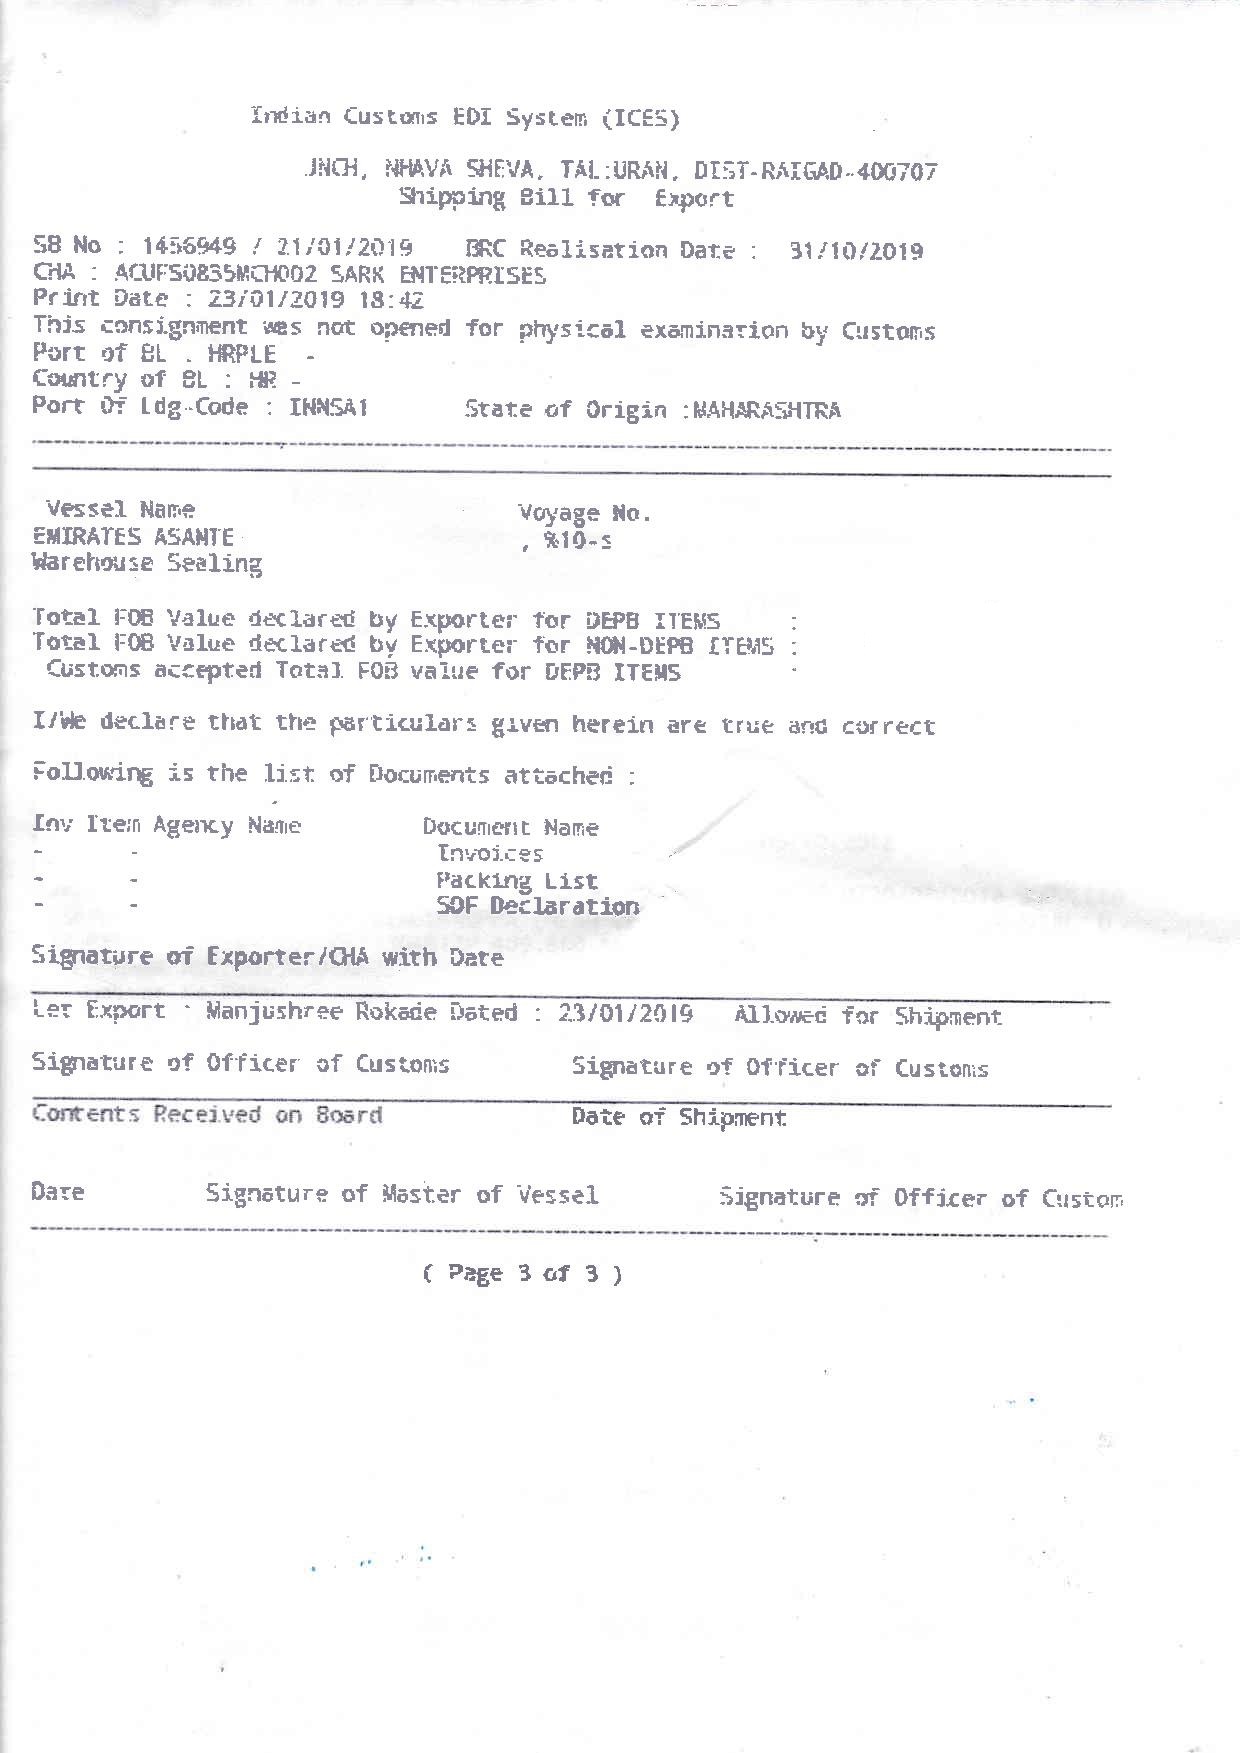 Indian Customs EDI System (ICES)
JNCH, NHAVA SHEVA, TAL:URAN, DIST-RAIGAD-400707
Shipping Bill for Export
SB No : 1456949 / 21/01/2019 BRC Realisation Date : 31/10/2019
CHA : ACUFS0835MCH002 SARK ENTERPRISES
Print Date : 23/01/2019 18:42
This consignment was not opened for physical examination by Customs
Port of BL . HRPLE -
Country of BL : HR -
Port Of Ldg-Code : INNSA1 State of Origin :MAHARASHTRA
Vessel Name Voyage No.
EMIRATES ASANTE
Warehouse Sealing
Total FOB Value declared by Exporter for DEPB ITEMS :
Total FOB Value declared by Exporter for NON-DEPB ITEMS :
Customs accepted Total FOB value for DEPB ITEMS
I/We declare that the particulars given herein are true and correct
Following is the list of Documents attached :
Inv Item Agency Name Document Name
- - Invoices
- - Packing List
- - SDF Declaration
Signature of Exporter/CHA with Date
Let Export : Manjushree Rokade Dated : 23/01/2019 Allowed for Shipment
Signature of Officer of Customs Signature of Officer of Customs
Contents Received on Board Date of Shipment
Date Signature of Master of Vessel Signature of Officer of Custom
( Page 3 of 3 )